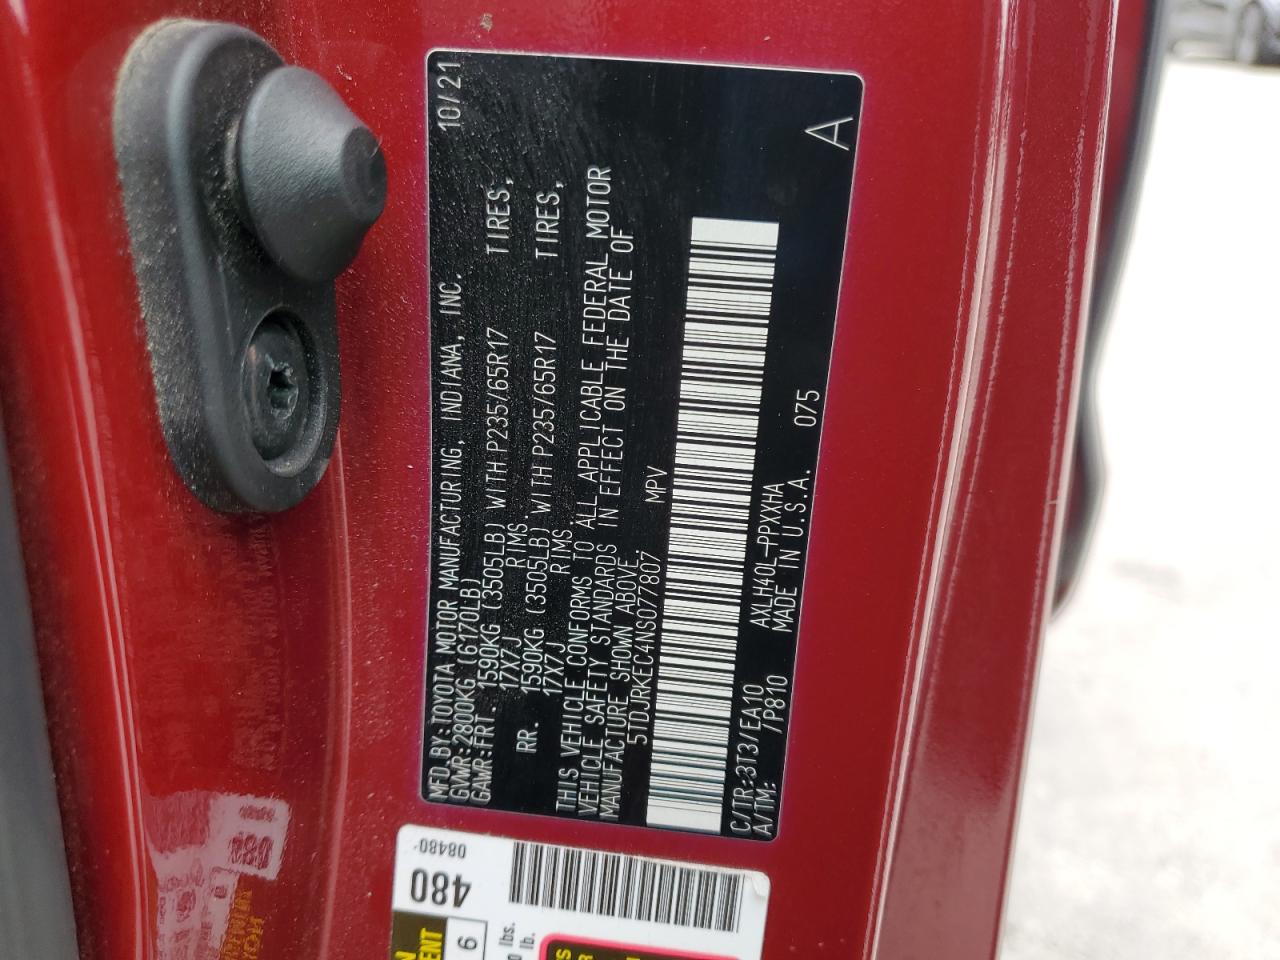 MFD.BY:TOYOTA MOTOR MANUFACTURING, INDIANA, INC. 10/21
GVWR:2800KG (6170LB)
GAWR:FRT. 1590KG (3505LB) WITH P235/65R17 TIRES,
17X7J RIMS.
RR. 1590KG (3505LB) WITH P235/65R17 TIRES,
17X7J RIMS
THIS VEHICLE CONFORMS TO ALL APPLICABLE FEDERAL MOTOR
VEHICLE SAFETY STANDARDS IN EFFECT ON THE DATE OF
MANUFACTURE SHOWN ABOVE.
5TDJRKEC4NS077807 MPV
A
C/TR:3T3/EA10 AXLH40L-PPXXHA
A/TM: /P810 MADE IN U.S.A. 075
480
08480
6
lbs.
lb.